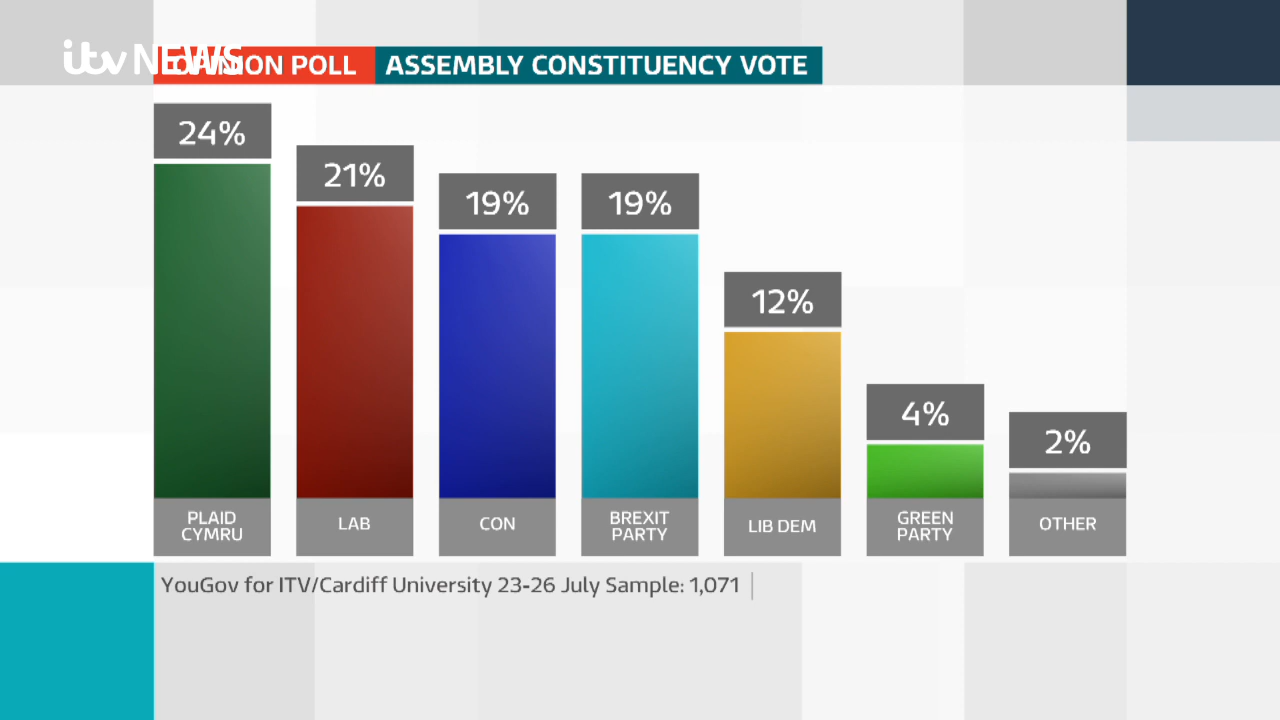 itv NEWS
OPINION POLL ASSEMBLY CONSTITUENCY VOTE
24%
21%
19%
19%
12%
4%
2%
PLAID
CYMRU
LAB
CON
BREXIT
PARTY
LIB DEM
GREEN
PARTY
OTHER
YouGov for ITV/Cardiff University 23-26 July Sample: 1,071